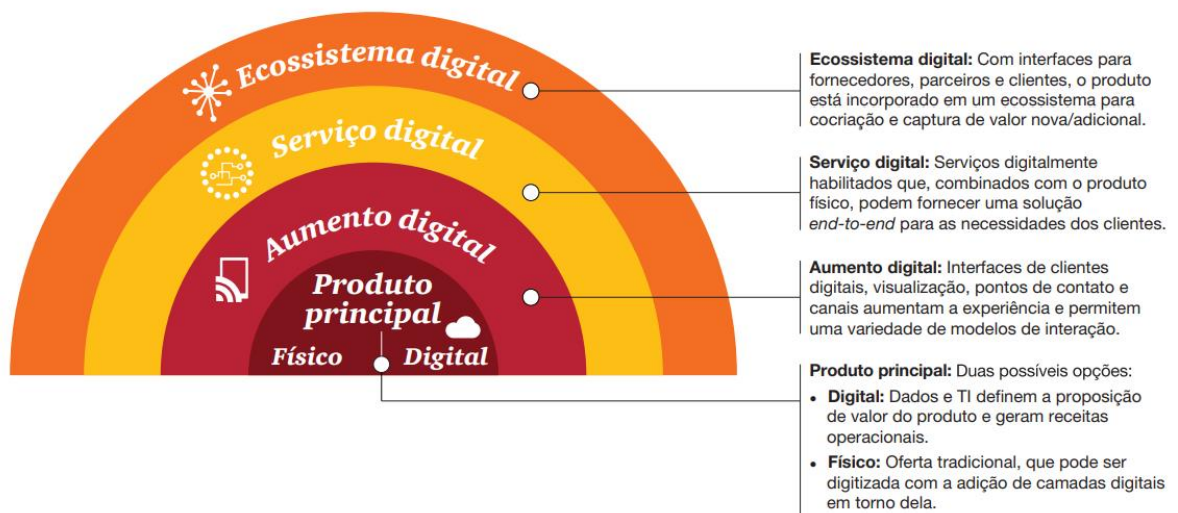 Ecossistema digital
Serviço digital
Aumento digital
Produto
principal
Físico
Digital
Ecossistema digital: Com interfaces para
fornecedores, parceiros e clientes, o produto
está incorporado em um ecossistema para
cocriação e captura de valor nova/adicional.
Serviço digital: Serviços digitalmente
habilitados que, combinados com o produto
físico, podem fornecer uma solução
end-to-end para as necessidades dos clientes.
Aumento digital: Interfaces de clientes
digitais, visualização, pontos de contato e
canais aumentam a experiência e permitem
uma variedade de modelos de interação.
Produto principal: Duas possíveis opções:
• Digital: Dados e TI definem a proposição
de valor do produto e geram receitas
operacionais.
• Físico: Oferta tradicional, que pode ser
digitizada com a adição de camadas digitais
em torno dela.